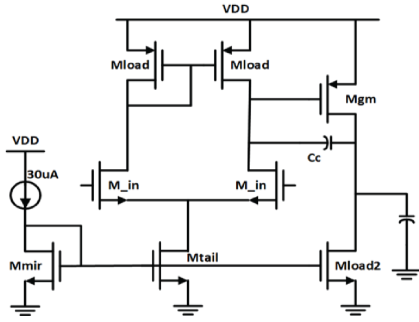 VDD
Mload
Mload
Mgm
VDD
Cc
30uA
M_in
M_in
Mmir
Mtail
Mload2